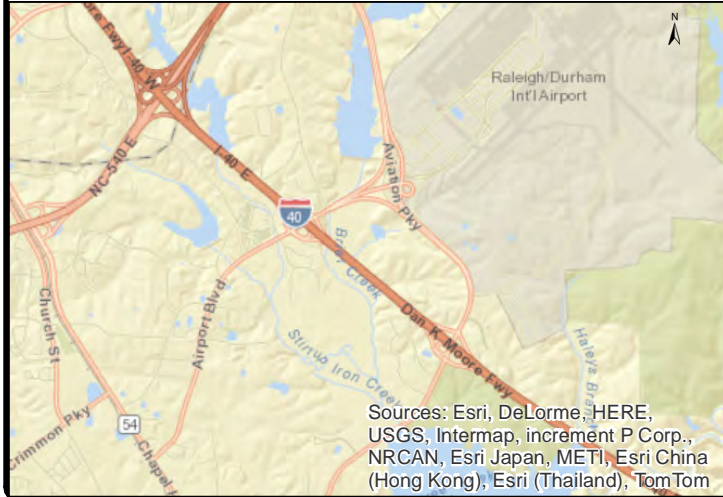 N
Raleigh/Durham
Int'l Airport
ore Fwy I-40 W
NC-540 E
I-40 E
40
Aviation Pky
Brier Creek
Airport Blvd
Church St
Dan K Moore Fwy
Stirrup Iron Creek
Haleys Branch
Crimmon Pky
54
Chapel H
Sources: Esri, DeLorme, HERE,
USGS, Intermap, increment P Corp.,
NRCAN, Esri Japan, METI, Esri China
(Hong Kong), Esri (Thailand), TomTom